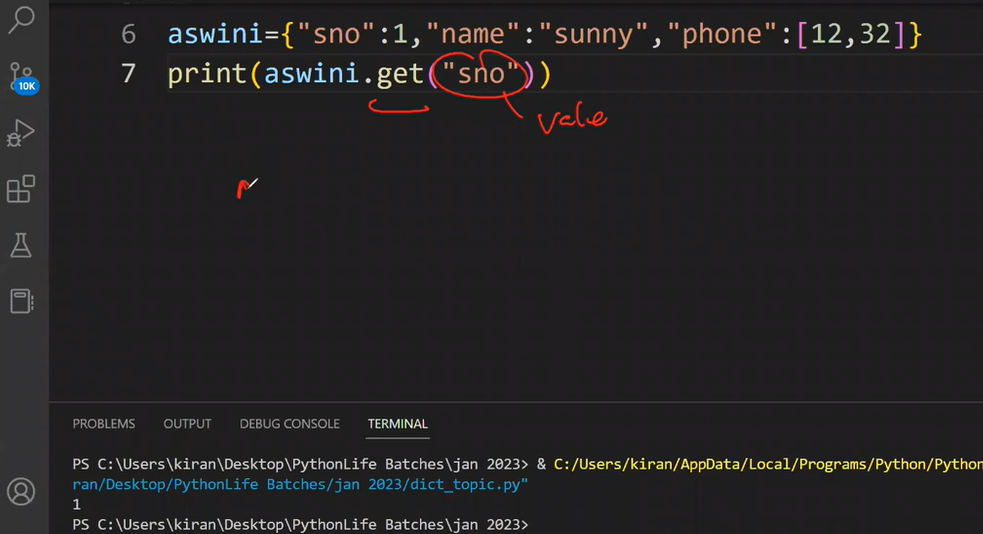 6 aswini={"sno":1,"name":"sunny","phone":[12,32]}
7 print(aswini.get("sno"))
value
10K
PROBLEMS OUTPUT DEBUG CONSOLE TERMINAL
PS C:\Users\kiran\Desktop\PythonLife Batches\jan 2023> & C:/Users/kiran/AppData/Local/Programs/Python/Python
ran/Desktop/PythonLife Batches/jan 2023/dict_topic.py"
1
PS C:\Users\kiran\Desktop\PythonLife Batches\jan 2023>